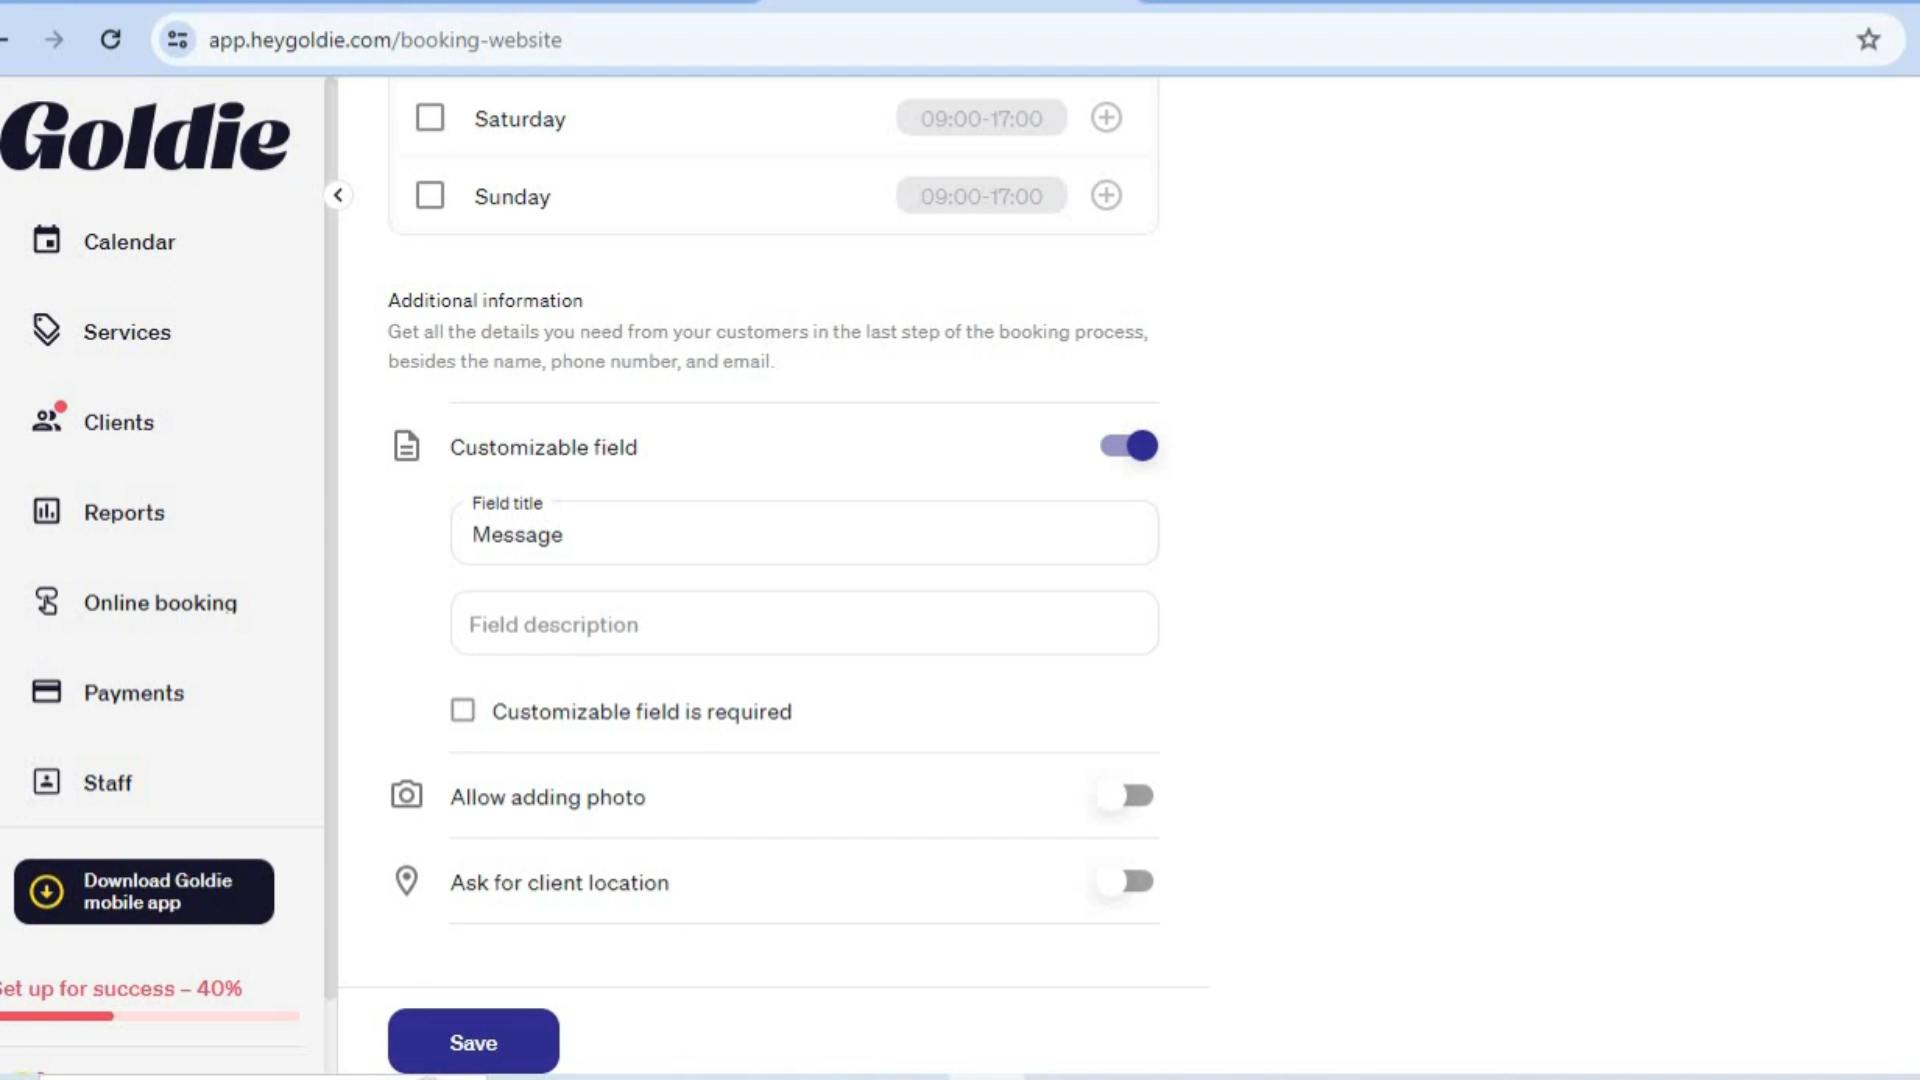 app.heygoldie.com/booking-website
Goldie
Calendar
Services
Clients
Reports
Online booking
Payments
Staff
Download Goldie
mobile app
Set up for success – 40%
Saturday
09:00-17:00
Sunday
09:00-17:00
Additional information
Get all the details you need from your customers in the last step of the booking process,
besides the name, phone number, and email.
Customizable field
Field title
Message
Field description
Customizable field is required
Allow adding photo
Ask for client location
Save